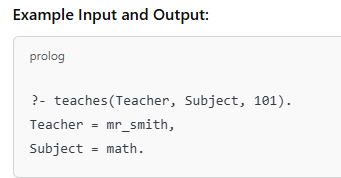 Example Input and Output:
prolog
?- teaches(Teacher, Subject, 101).
Teacher = mr_smith,
Subject = math.